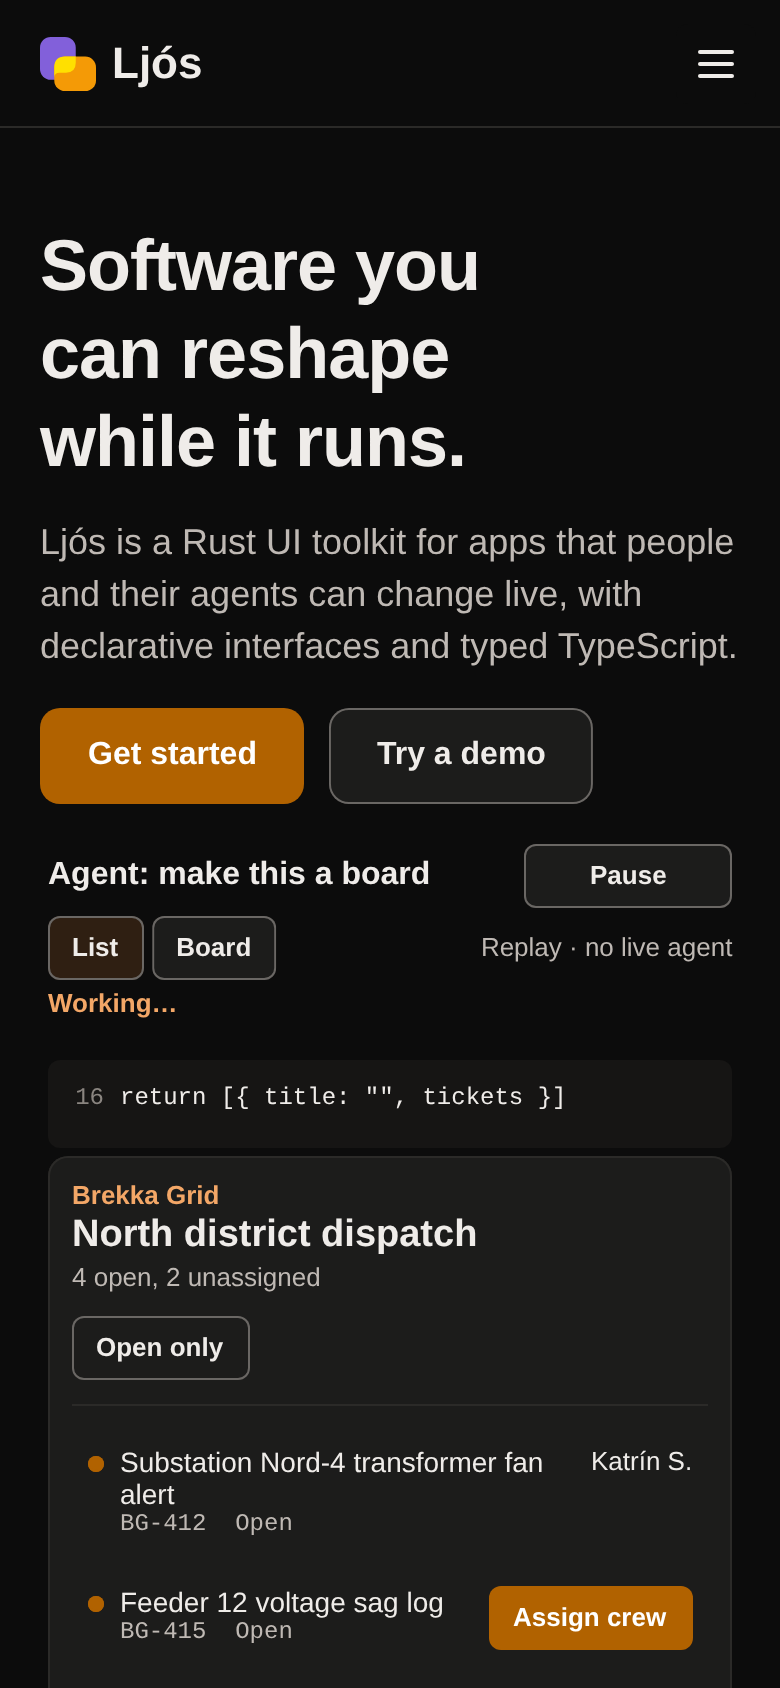 Ljós
Software you
can reshape
while it runs.
Ljós is a Rust UI toolkit for apps that people
and their agents can change live, with
declarative interfaces and typed TypeScript.
Get started
Try a demo
Agent: make this a board
Pause
List
Board
Replay · no live agent
Working…
16 return [{ title: "", tickets }]
Brekka Grid
North district dispatch
4 open, 2 unassigned
Open only
Substation Nord-4 transformer fan
alert
Katrín S.
BG-412 Open
Feeder 12 voltage sag log
BG-415 Open
Assign crew